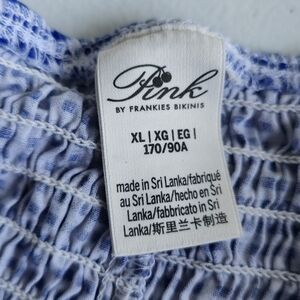 Pink
BY FRANKIES BIKINIS
XL | XG | EG |
170/90A
made in Sri Lanka/fabriqué
au Sri Lanka/hecho en Sri
Lanka/fabbricato in Sri
Lanka/斯里兰卡制造